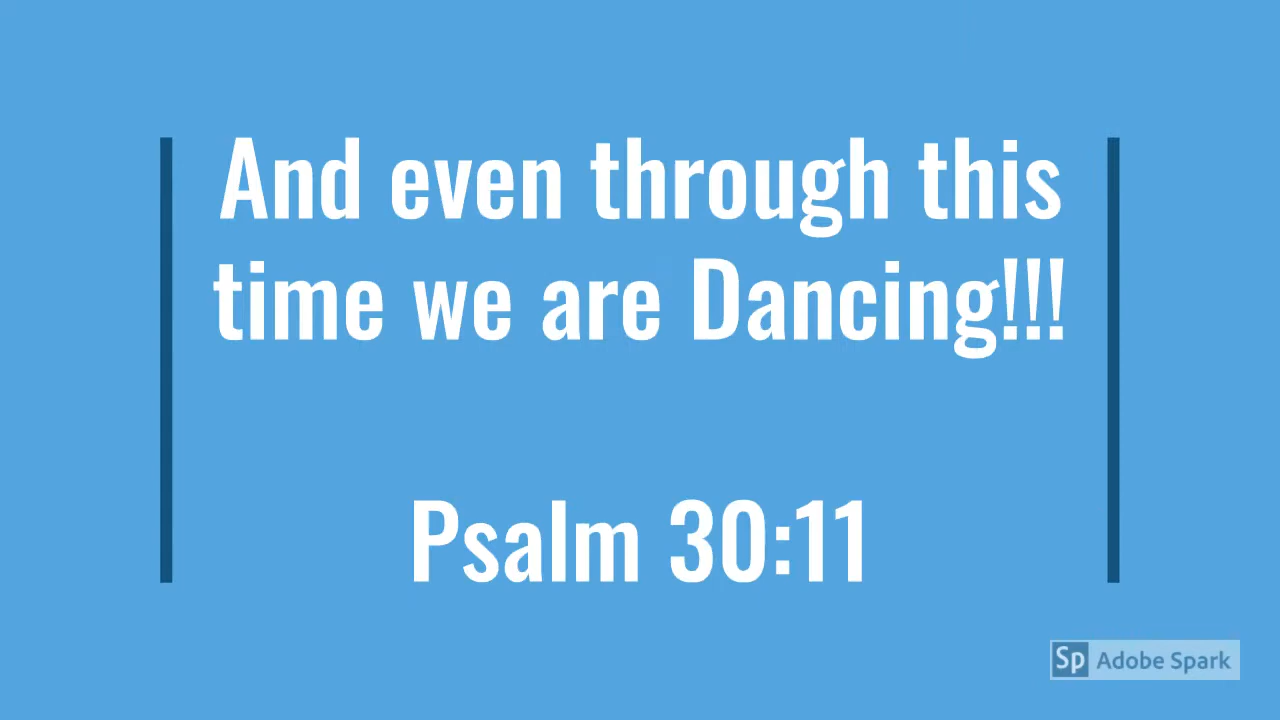 And even through this
time we are Dancing!!!
Psalm 30:11
Sp Adobe Spark